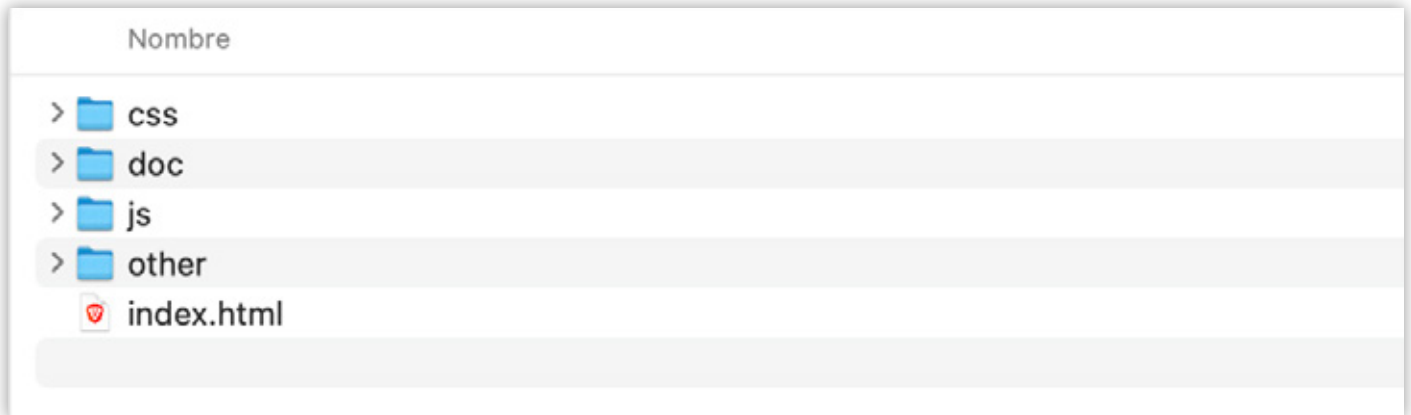 Nombre
css
doc
js
other
index.html